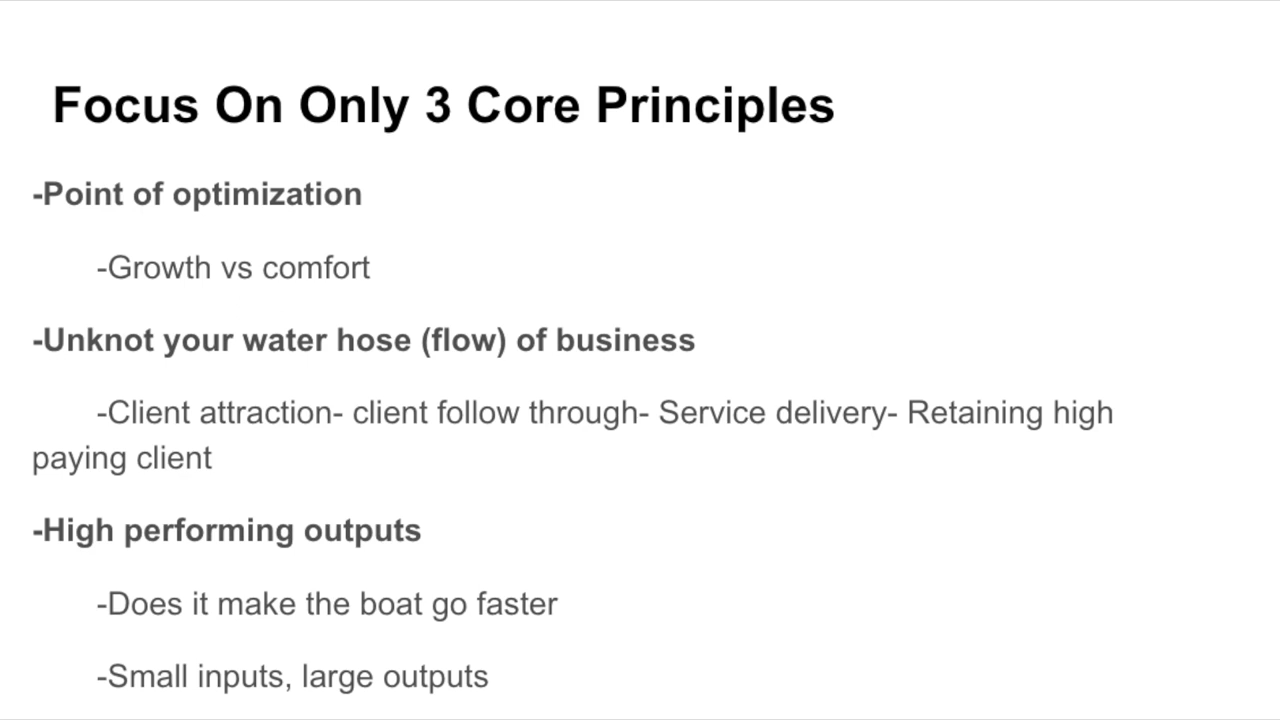 Focus On Only 3 Core Principles
-Point of optimization
-Growth vs comfort
-Unknot your water hose (flow) of business
-Client attraction- client follow through- Service delivery- Retaining high
paying client
-High performing outputs
-Does it make the boat go faster
-Small inputs, large outputs